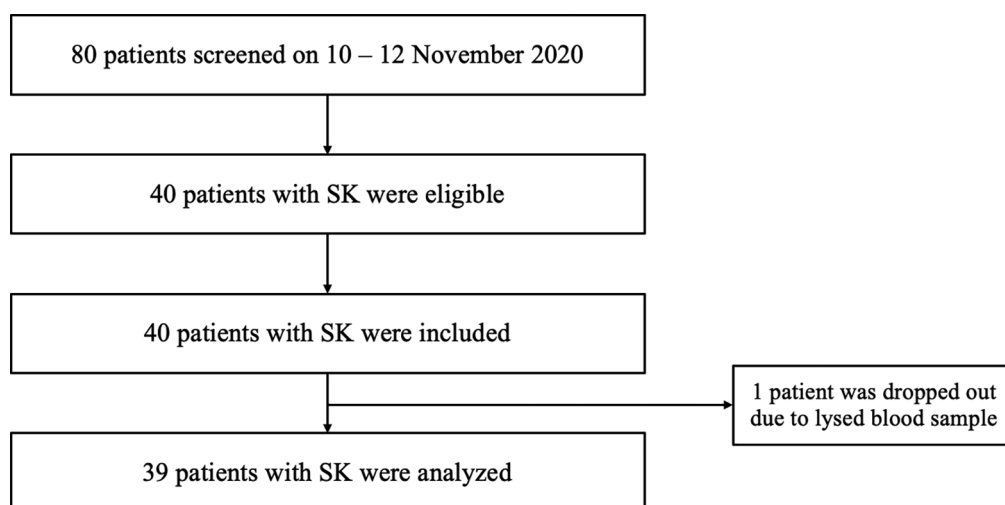 80 patients screened on 10 – 12 November 2020
40 patients with SK were eligible
40 patients with SK were included
1 patient was dropped out
due to lysed blood sample
39 patients with SK were analyzed